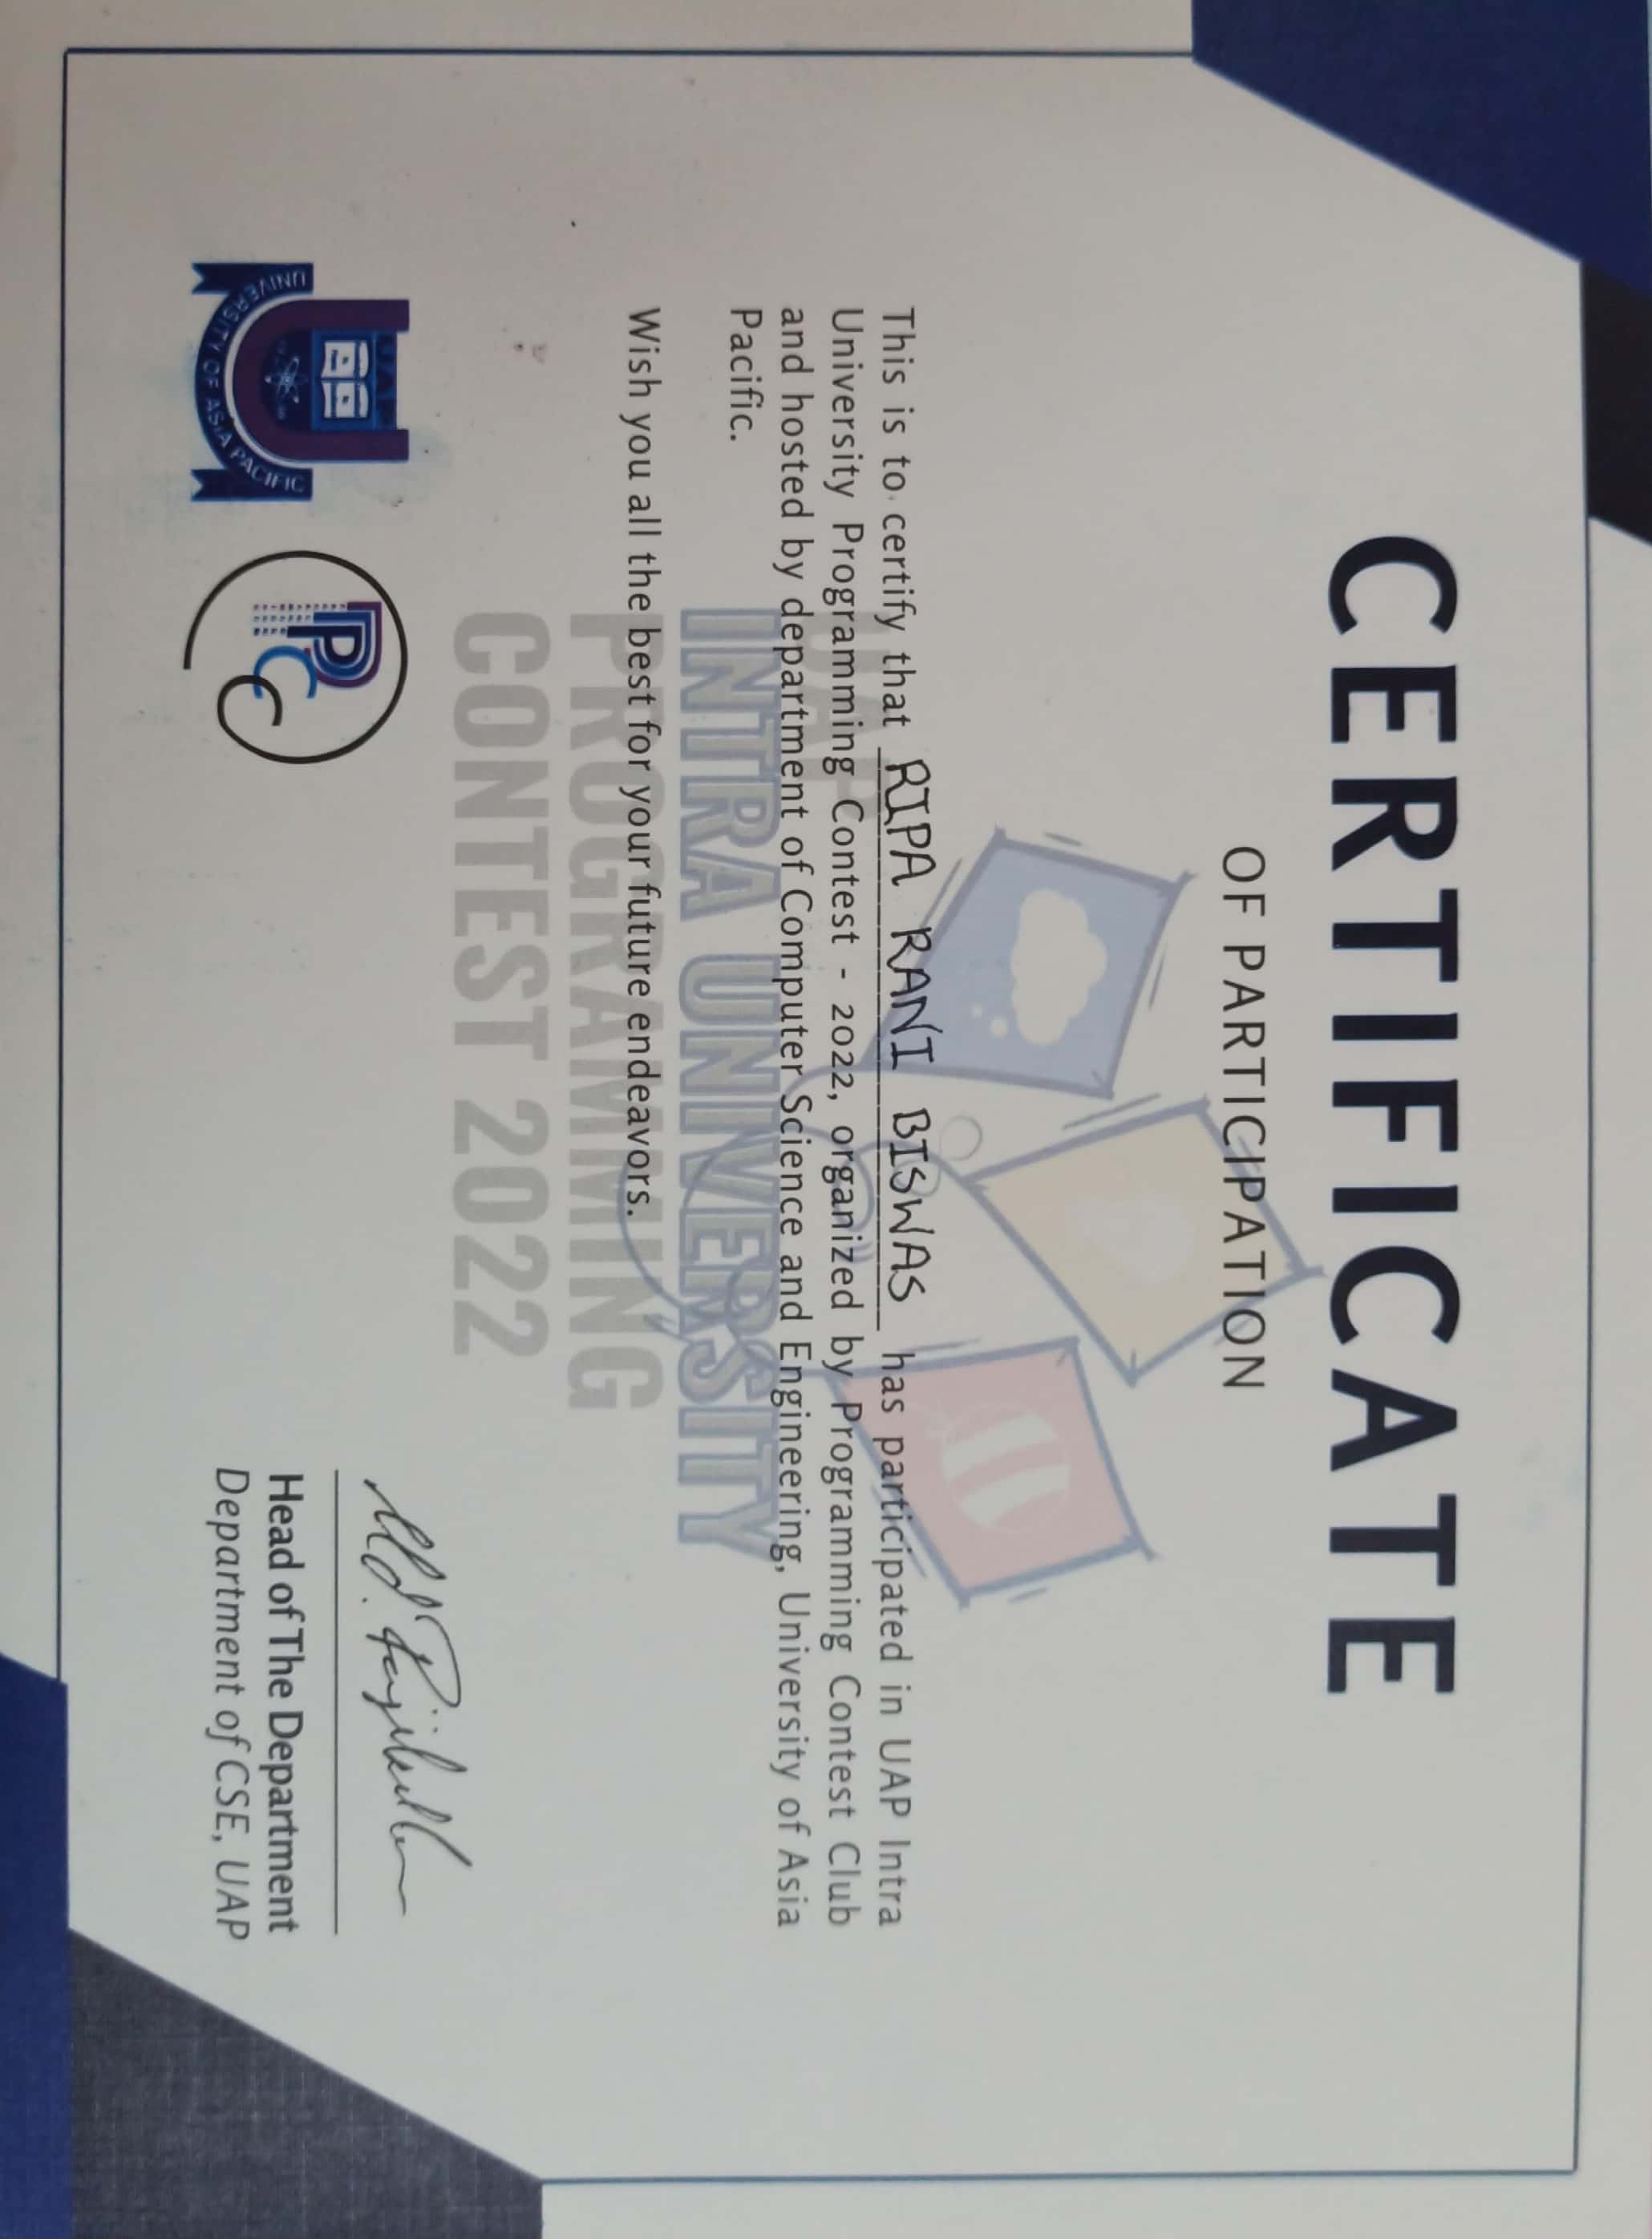 CERTIFICATE
OF PARTICIPATION
This is to certify that RIPA RANI BISWAS has participated in UAP Intra
University Programming Contest - 2022, organized by Programming Contest Club
and hosted by department of Computer Science and Engineering, University of Asia
Pacific.
Wish you all the best for your future endeavors.
UAP
INTRA UNIVERSITY
PROGRAMMING
CONTEST 2022
UAP
UNIVERSITY OF ASIA PACIFIC
PCC
Md.
Head of The Department
Department of CSE, UAP